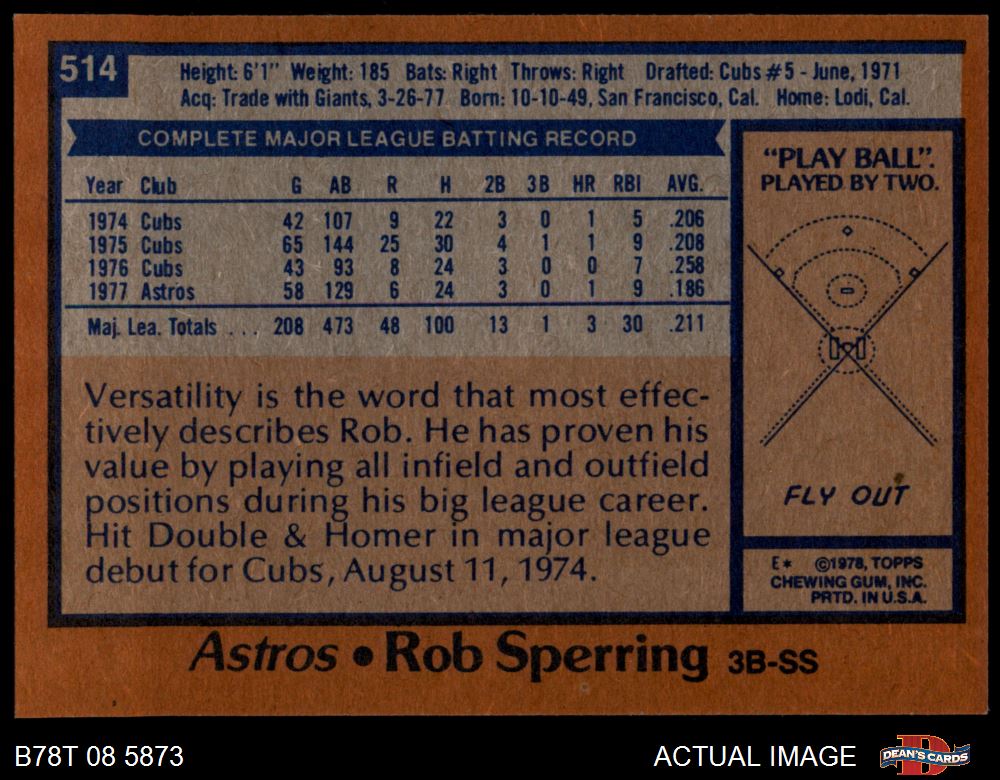 514
Height: 6'1" Weight: 185 Bats: Right Throws: Right Drafted: Cubs #5 - June, 1971
Acq: Trade with Giants, 3-26-77 Born: 10-10-49, San Francisco, Cal. Home: Lodi, Cal.
COMPLETE MAJOR LEAGUE BATTING RECORD
Year Club G AB R H 2B 3B HR RBI AVG.
1974 Cubs 42 107 9 22 3 0 1 5 .206
1975 Cubs 65 144 25 30 4 1 1 9 .208
1976 Cubs 43 93 8 24 3 0 0 7 .258
1977 Astros 58 129 6 24 3 0 1 9 .186
Maj. Lea. Totals . . . 208 473 48 100 13 1 3 30 .211
Versatility is the word that most effec-
tively describes Rob. He has proven his
value by playing all infield and outfield
positions during his big league career.
Hit Double & Homer in major league
debut for Cubs, August 11, 1974.
"PLAY BALL".
PLAYED BY TWO.
FLY OUT
E* ©1978, TOPPS
CHEWING GUM, INC.
PRTD. IN U.S.A.
Astros • Rob Sperring 3B-SS
B78T 08 5873
ACTUAL IMAGE
D
DEAN'S CARDS